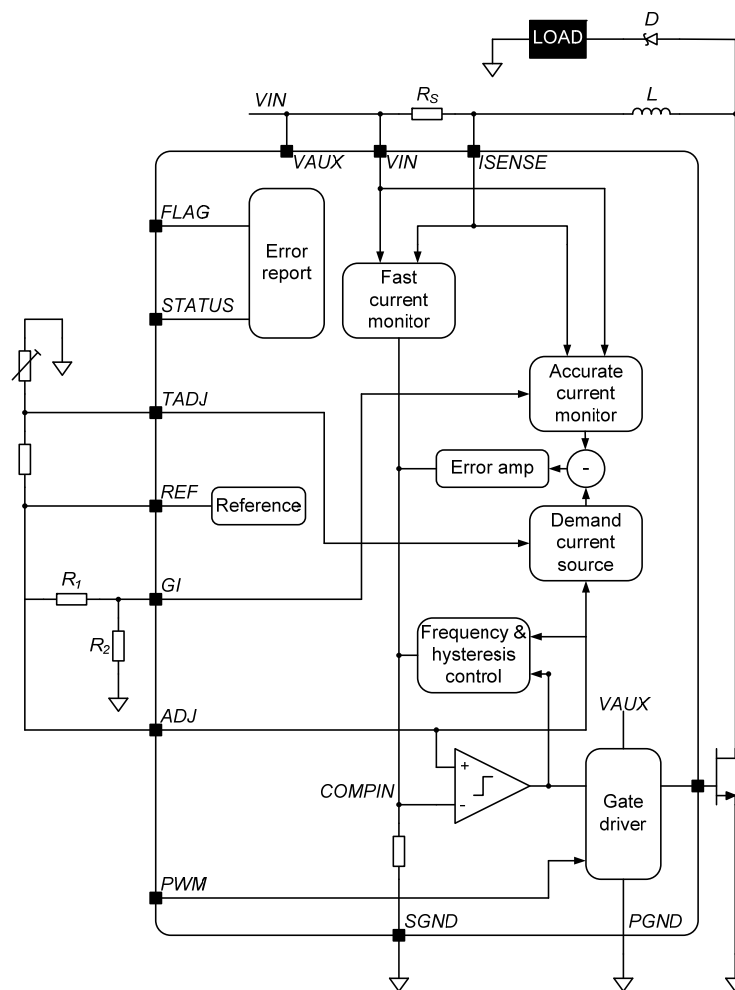 LOAD
D
VIN
RS
L
VAUX
VIN
ISENSE
FLAG
Error
report
Fast
current
monitor
STATUS
Accurate
current
monitor
TADJ
Error amp
-
REF
Reference
Demand
current
source
R1
GI
R2
Frequency &
hysteresis
control
ADJ
VAUX
+
COMPIN
-
Gate
driver
PWM
SGND
PGND